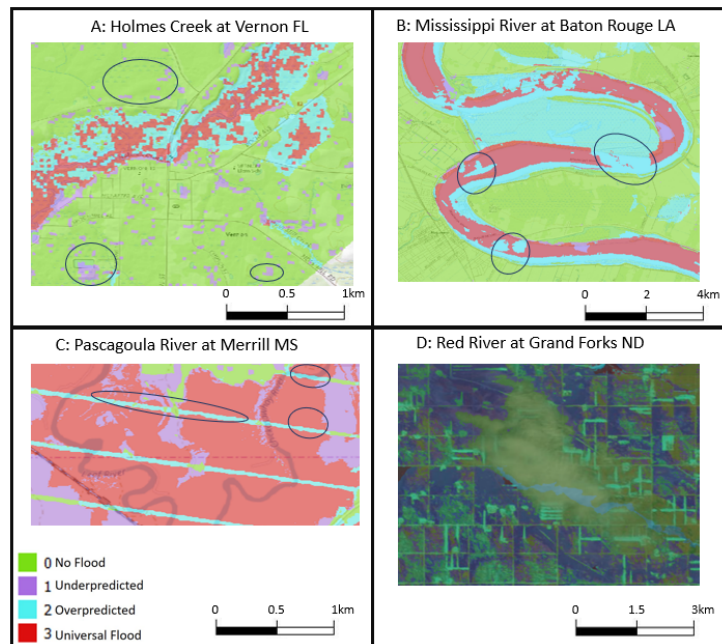 A: Holmes Creek at Vernon FL
B: Mississippi River at Baton Rouge LA
0 0.5 1km
0 2 4km
C: Pascagoula River at Merrill MS
D: Red River at Grand Forks ND
0 No Flood
1 Underpredicted
2 Overpredicted
3 Universal Flood
0 0.5 1km
0 1.5 3km